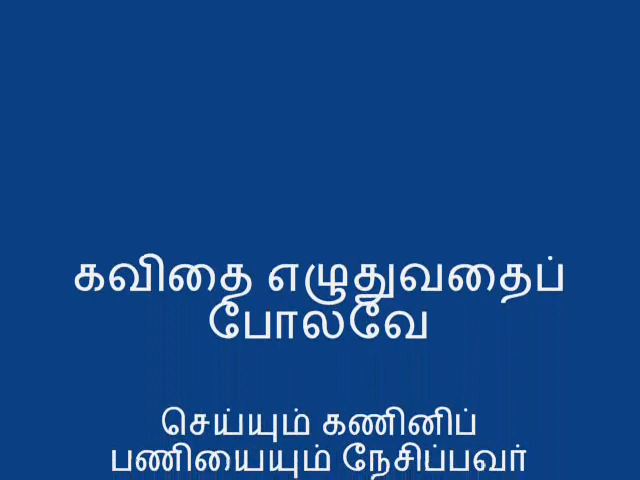 கவிதை எழுதுவதைப்
போலவே
செய்யும் கணினிப்
பணியையும் நேசிப்பவர்